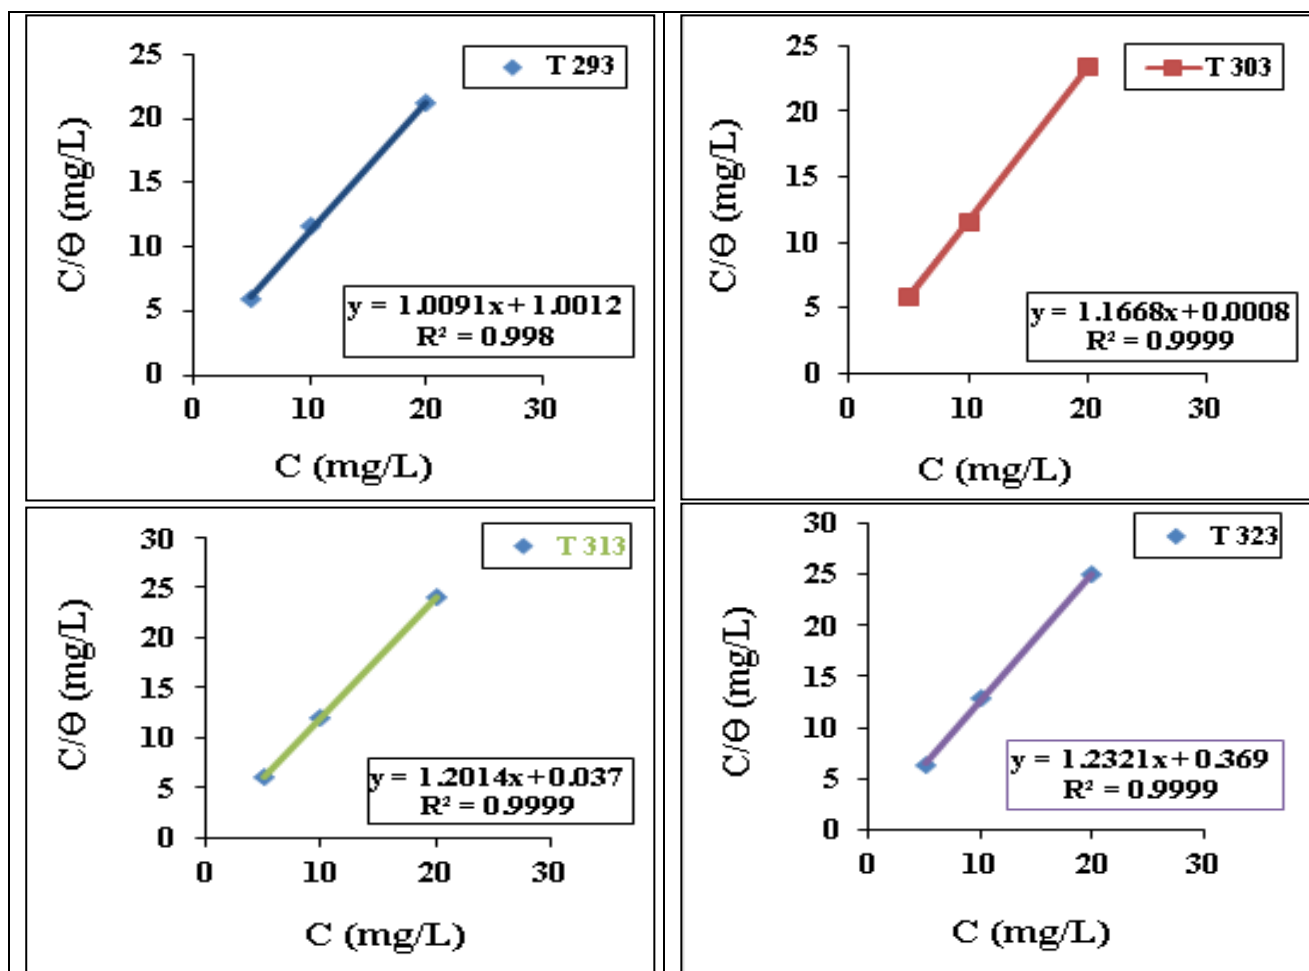 25
20
15
10
5
0
0 10 20 30
C/Θ (mg/L)
C (mg/L)
T 293
y = 1.0091x + 1.0012
R² = 0.998
25
20
15
10
5
0
0 10 20 30
C/Θ (mg/L)
C (mg/L)
T 303
y = 1.1668x + 0.0008
R² = 0.9999
30
25
20
15
10
5
0
0 10 20 30
C/Θ (mg/L)
C (mg/L)
T 313
y = 1.2014x + 0.037
R² = 0.9999
30
25
20
15
10
5
0
0 10 20 30
C/Θ (mg/L)
C (mg/L)
T 323
y = 1.2321x + 0.369
R² = 0.9999